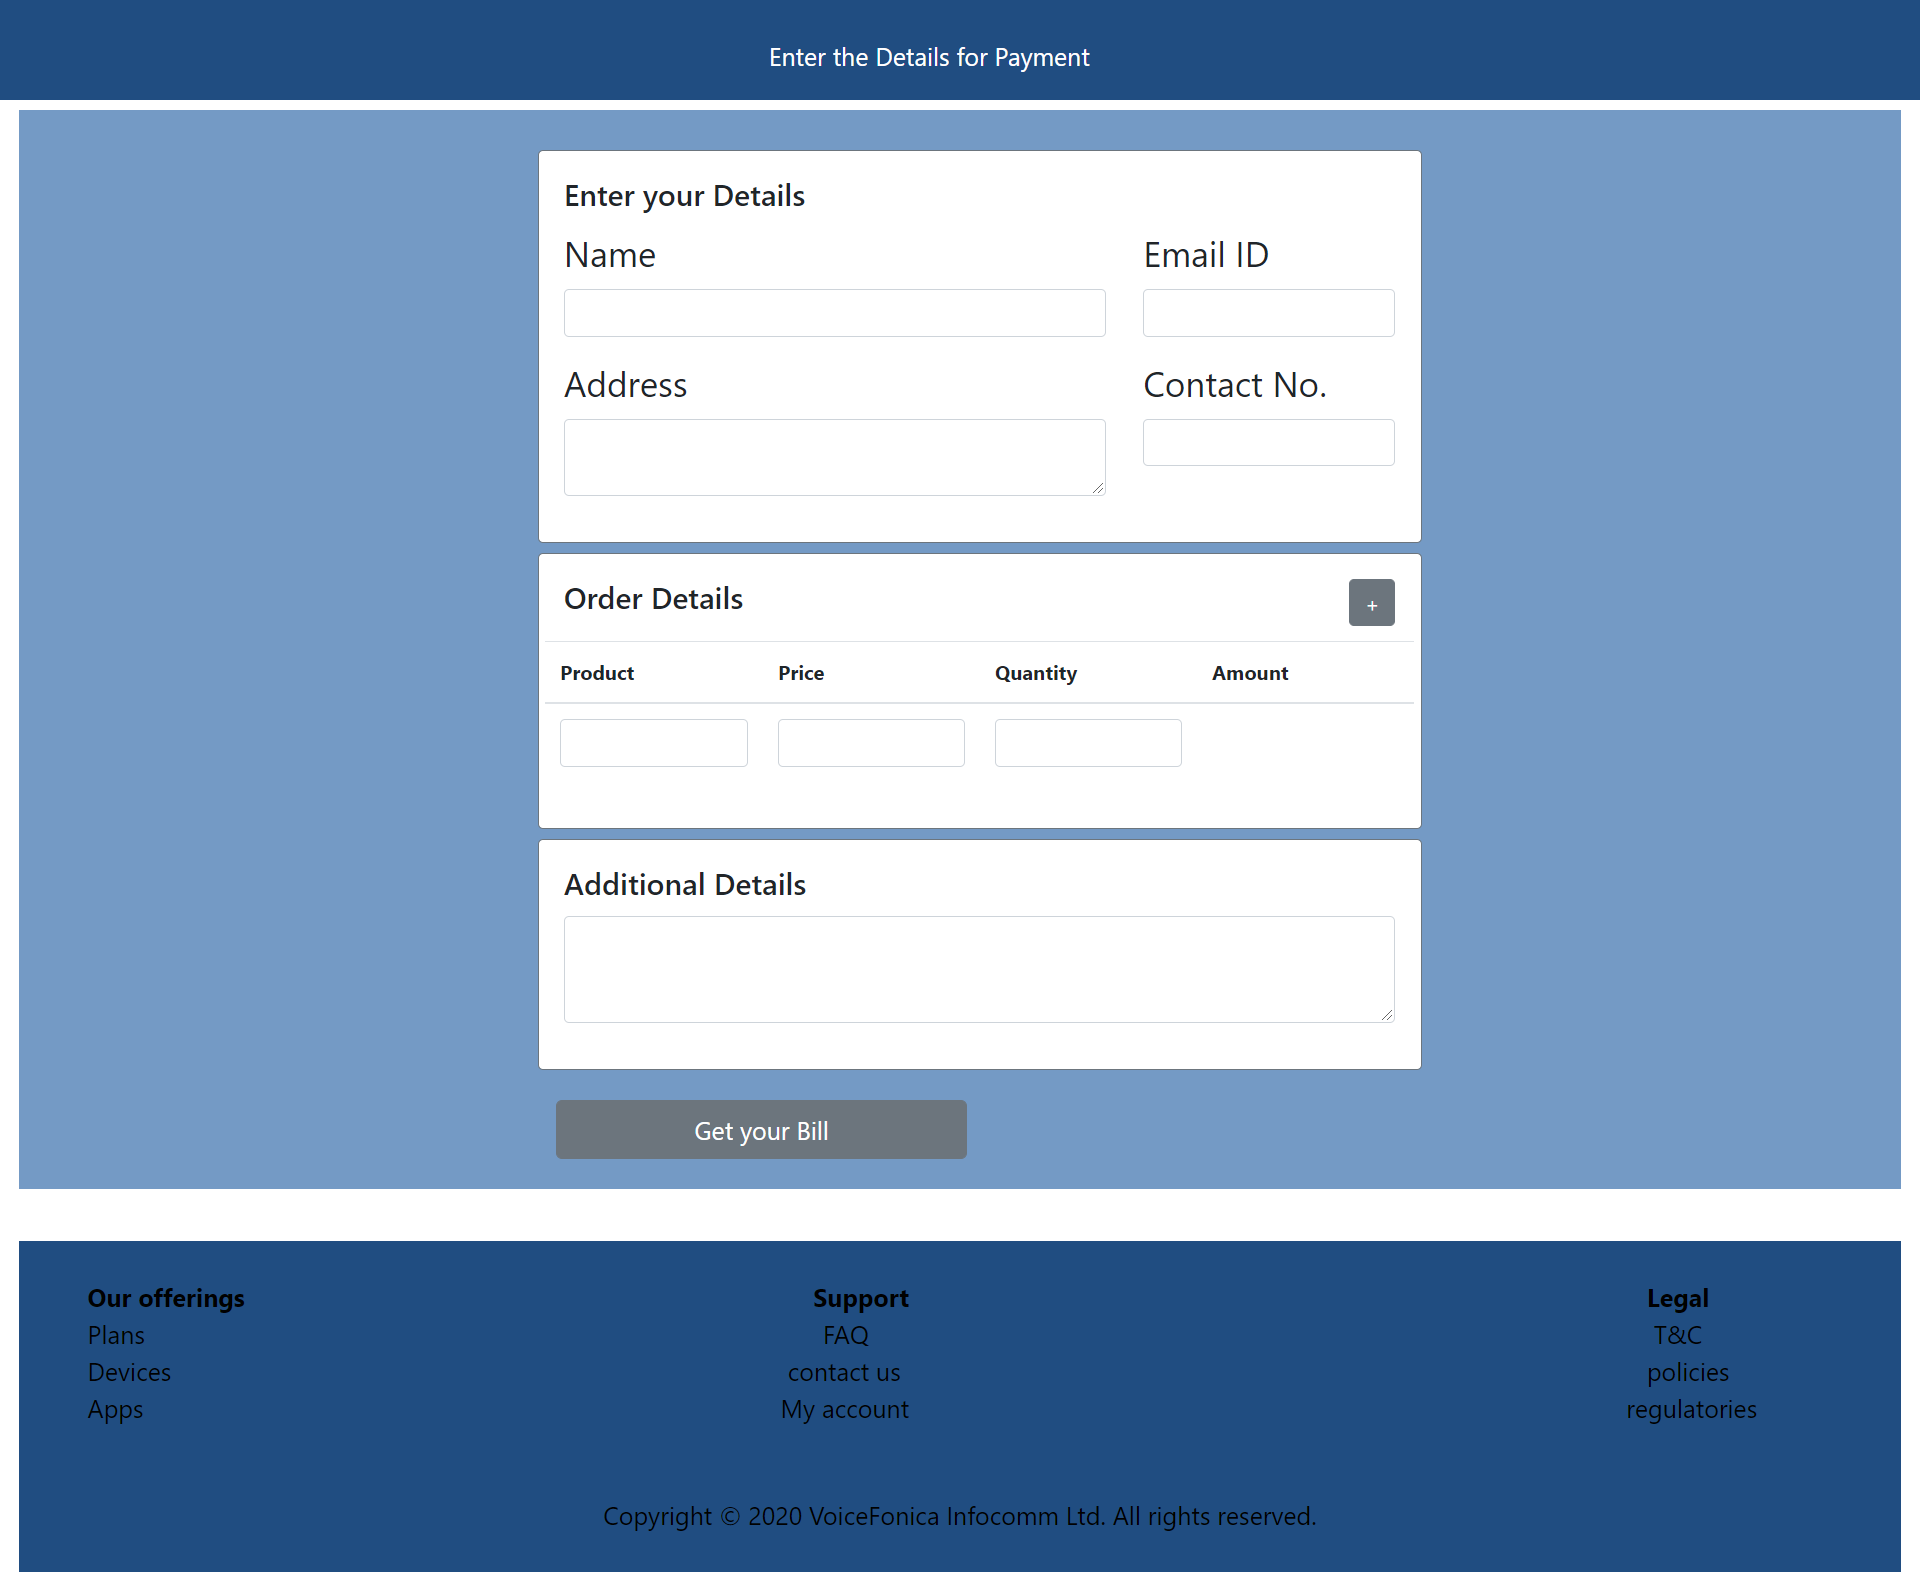 Enter the Details for Payment
Enter your Details
Name Email ID
Address Contact No.
Order Details +
Product Price Quantity Amount
Additional Details
Get your Bill
Our offerings Support Legal
Plans FAQ T&C
Devices contact us policies
Apps My account regulatories
Copyright © 2020 VoiceFonica Infocomm Ltd. All rights reserved.